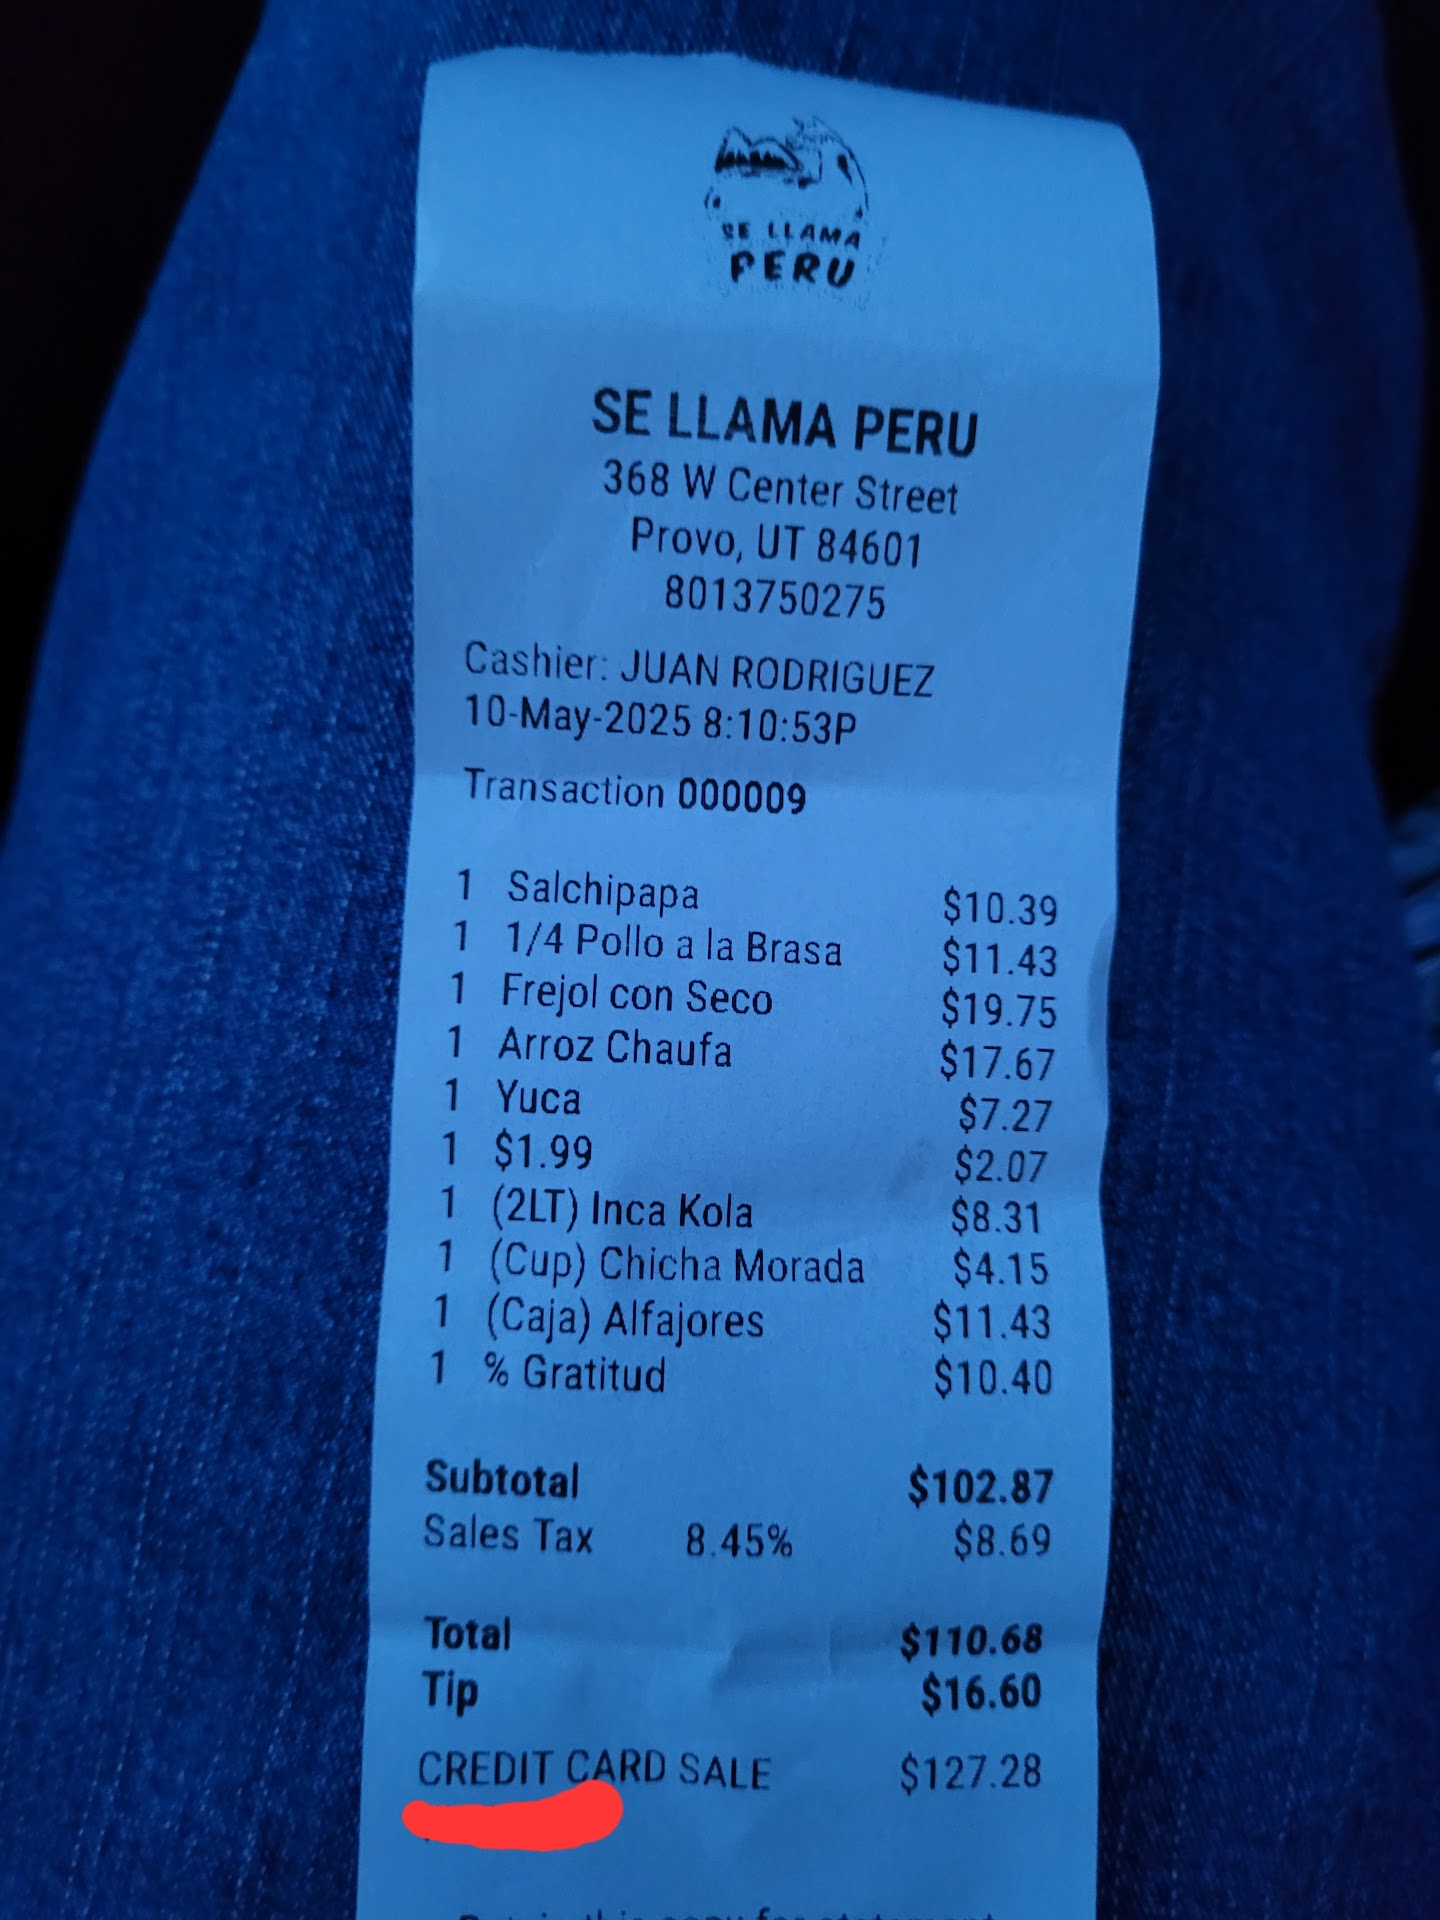 SE LLAMA
PERU
SE LLAMA PERU
368 W Center Street
Provo, UT 84601
8013750275
Cashier: JUAN RODRIGUEZ
10-May-2025 8:10:53P
Transaction 000009
1 Salchipapa $10.39
1 1/4 Pollo a la Brasa $11.43
1 Frejol con Seco $19.75
1 Arroz Chaufa $17.67
1 Yuca $7.27
1 $1.99 $2.07
1 (2LT) Inca Kola $8.31
1 (Cup) Chicha Morada $4.15
1 (Caja) Alfajores $11.43
1 % Gratitud $10.40
Subtotal $102.87
Sales Tax 8.45% $8.69
Total $110.68
Tip $16.60
CREDIT CARD SALE $127.28